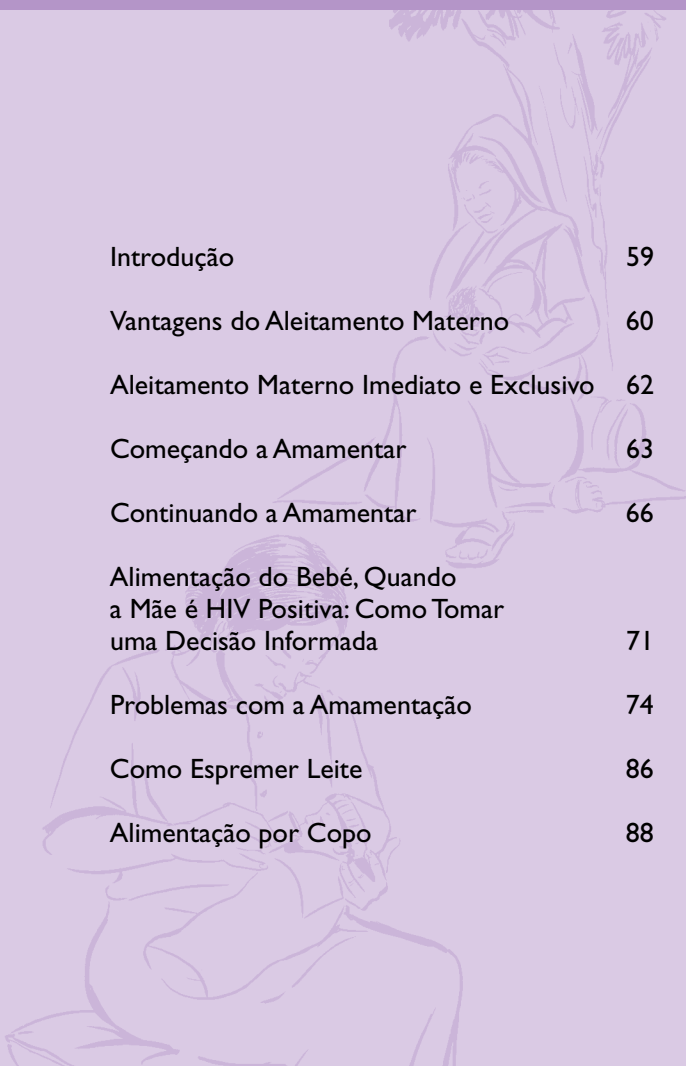 Introdução 59
Vantagens do Aleitamento Materno 60
Aleitamento Materno Imediato e Exclusivo 62
Começando a Amamentar 63
Continuando a Amamentar 66
Alimentação do Bebé, Quando
a Mãe é HIV Positiva: Como Tomar
uma Decisão Informada 71
Problemas com a Amamentação 74
Como Espremer Leite 86
Alimentação por Copo 88